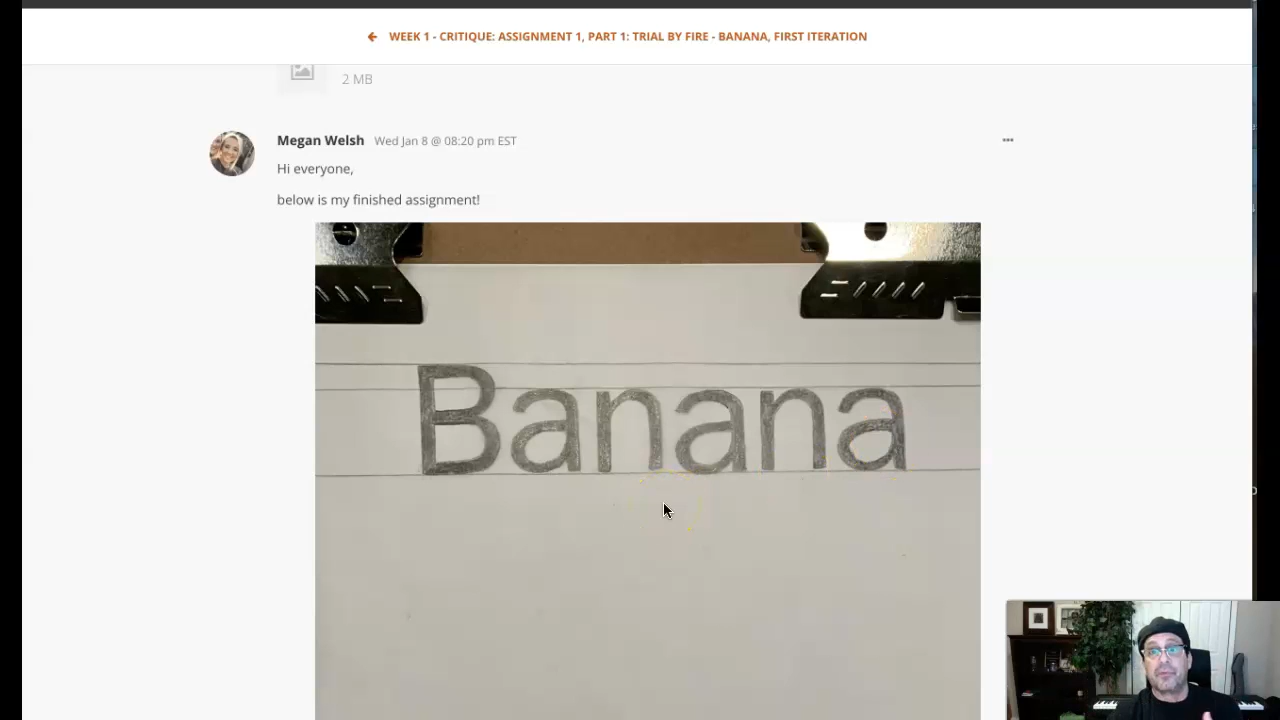 WEEK 1 - CRITIQUE: ASSIGNMENT 1, PART 1: TRIAL BY FIRE - BANANA, FIRST ITERATION
2 MB
Megan Welsh Wed Jan 8 @ 08:20 pm EST
Hi everyone,
below is my finished assignment!
Banana